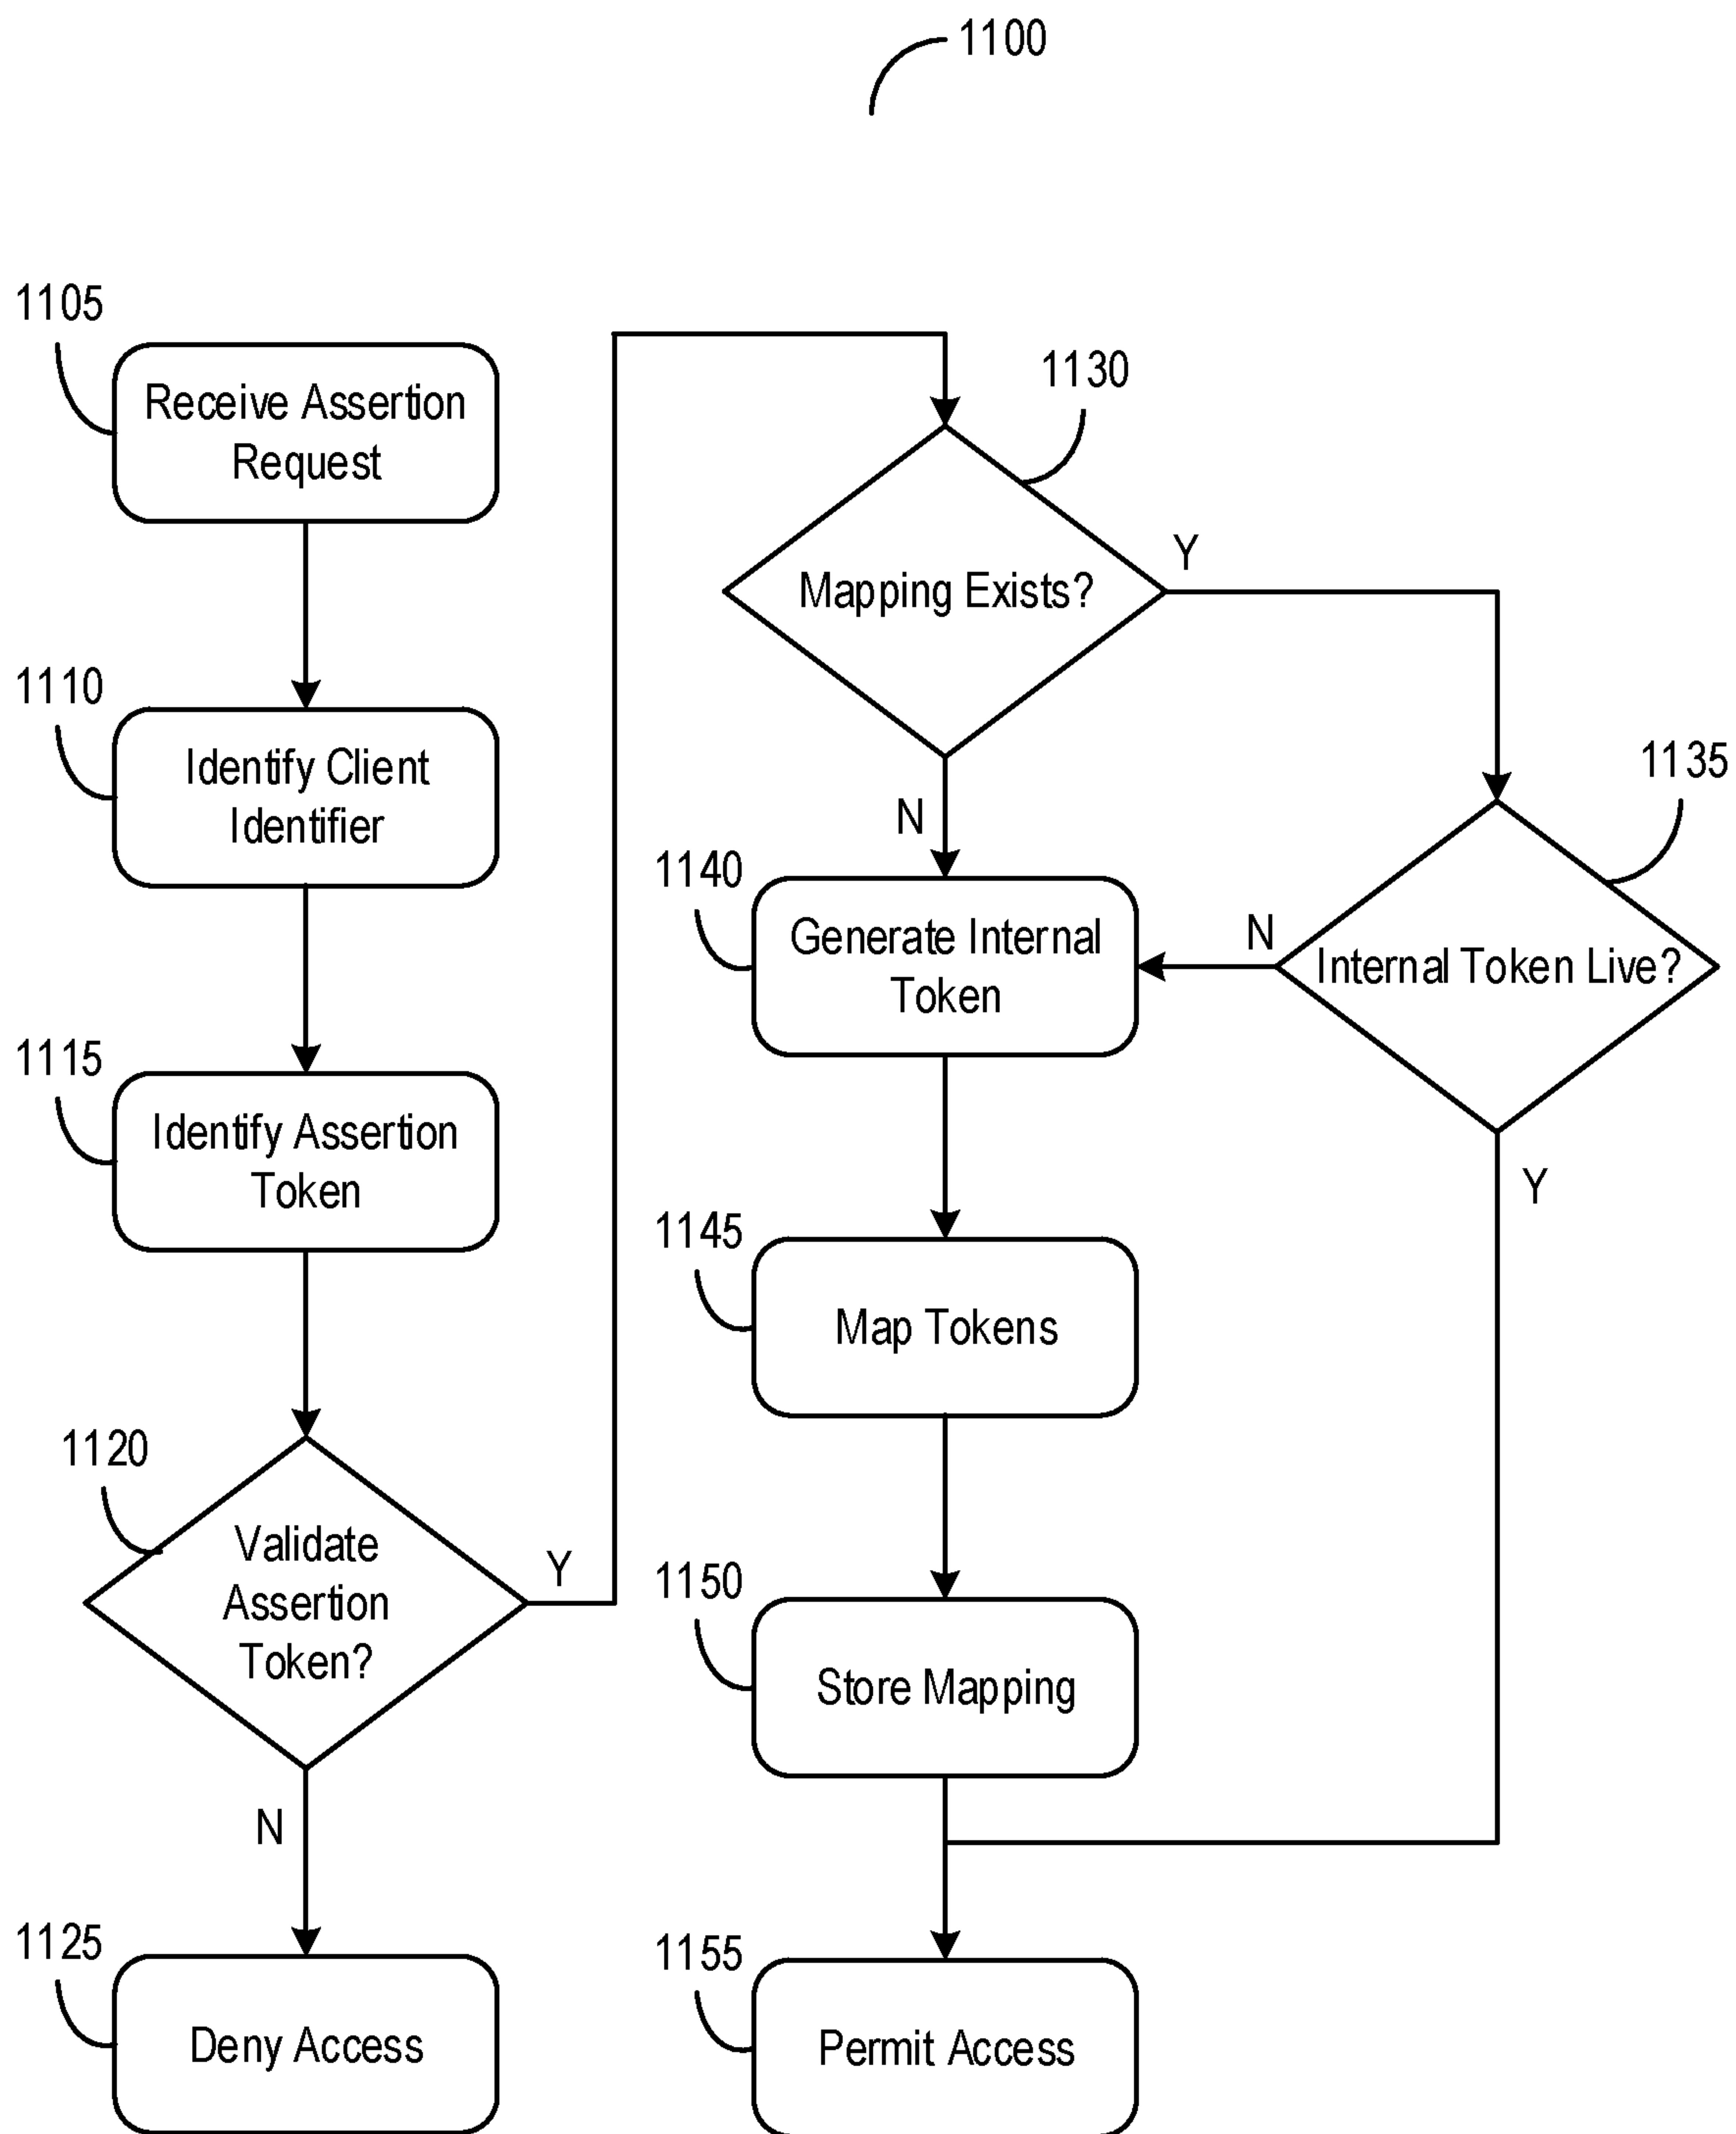 1100
1105
Receive Assertion
Request
1110
Identify Client
Identifier
1115
Identify Assertion
Token
1120
Validate
Assertion
Token?
Y
N
1125
Deny Access
1130
Mapping Exists?
Y
N
1135
Internal Token Live?
N
Y
1140
Generate Internal
Token
1145
Map Tokens
1150
Store Mapping
1155
Permit Access